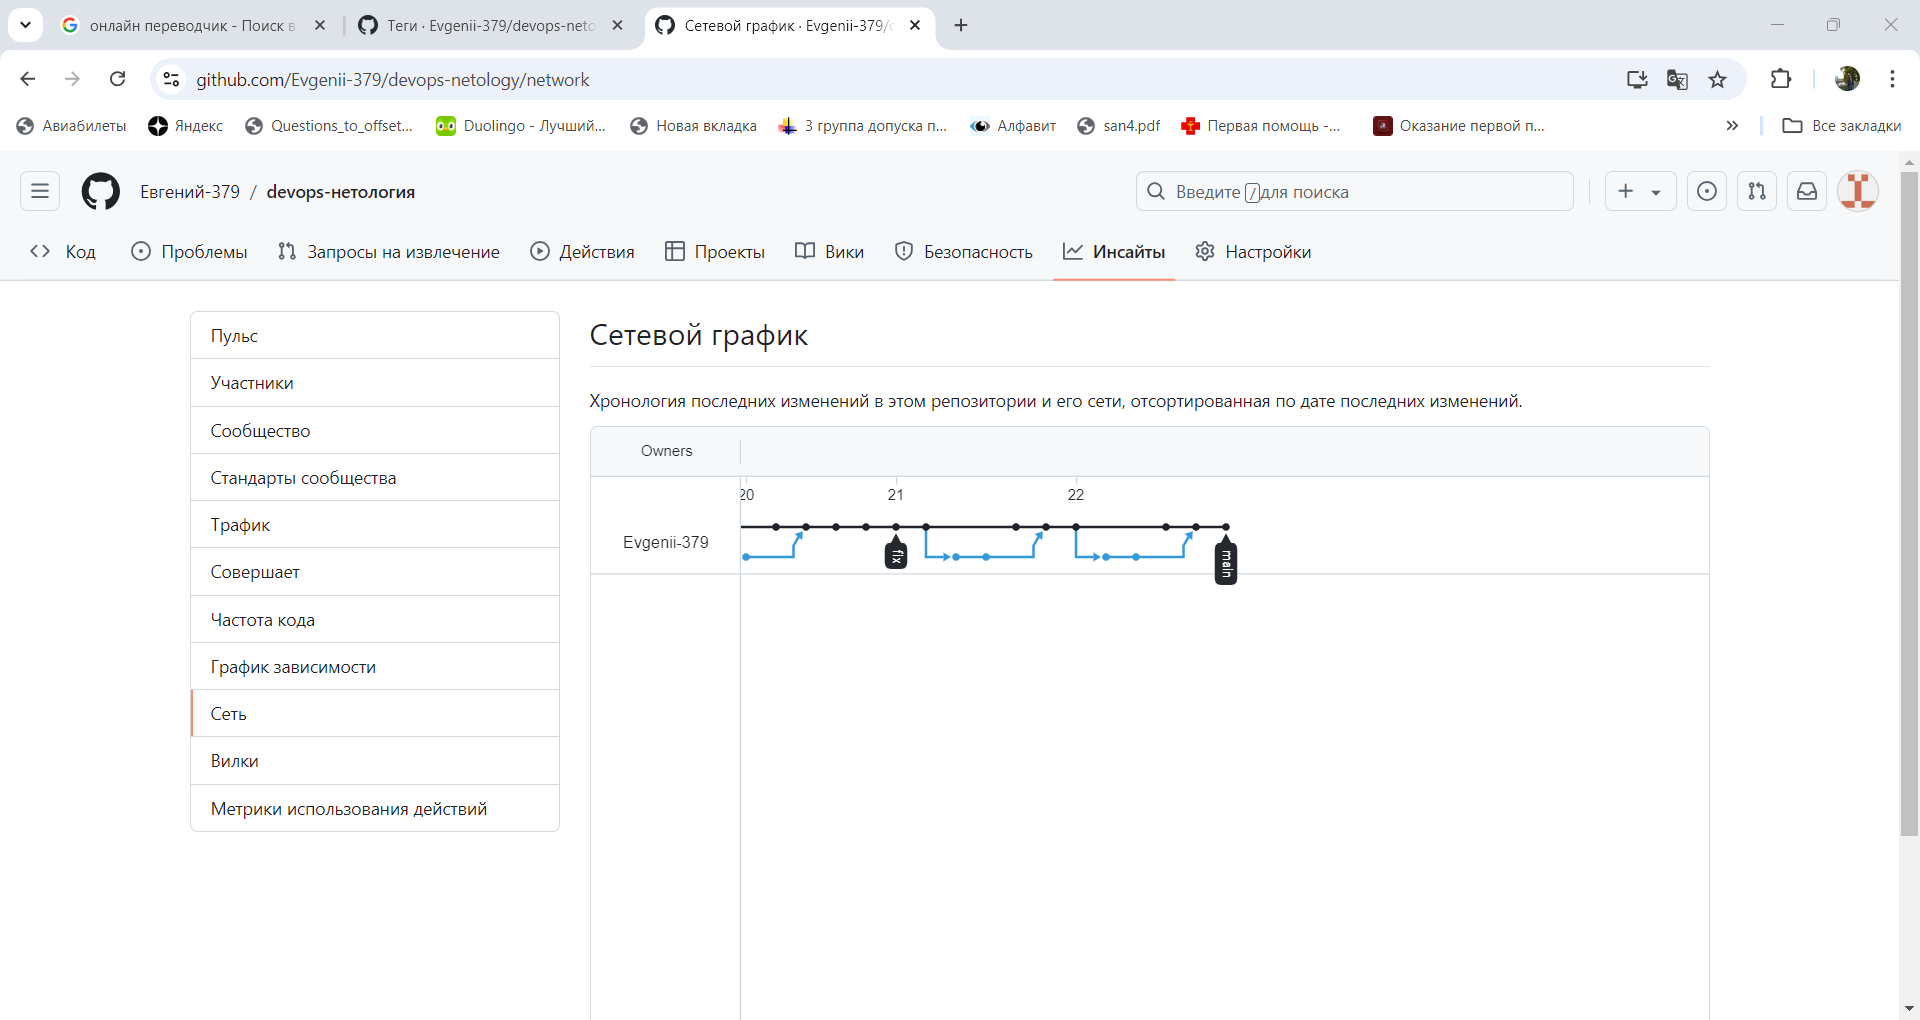 онлайн переводчик - Поиск в
Теги · Evgenii-379/devops-neto
Сетевой график · Evgenii-379/
github.com/Evgenii-379/devops-netology/network
Авиабилеты
Яндекс
Questions_to_offset...
Duolingo - Лучший...
Новая вкладка
3 группа допуска п...
Алфавит
san4.pdf
Первая помощь -...
Оказание первой п...
Все закладки
Евгений-379 / devops-нетология
Введите / для поиска
Код
Проблемы
Запросы на извлечение
Действия
Проекты
Вики
Безопасность
Инсайты
Настройки
Пульс
Участники
Сообщество
Стандарты сообщества
Трафик
Совершает
Частота кода
График зависимости
Сеть
Вилки
Метрики использования действий
Сетевой график
Хронология последних изменений в этом репозитории и его сети, отсортированная по дате последних изменений.
Owners
20 21 22
Evgenii-379
fix
main